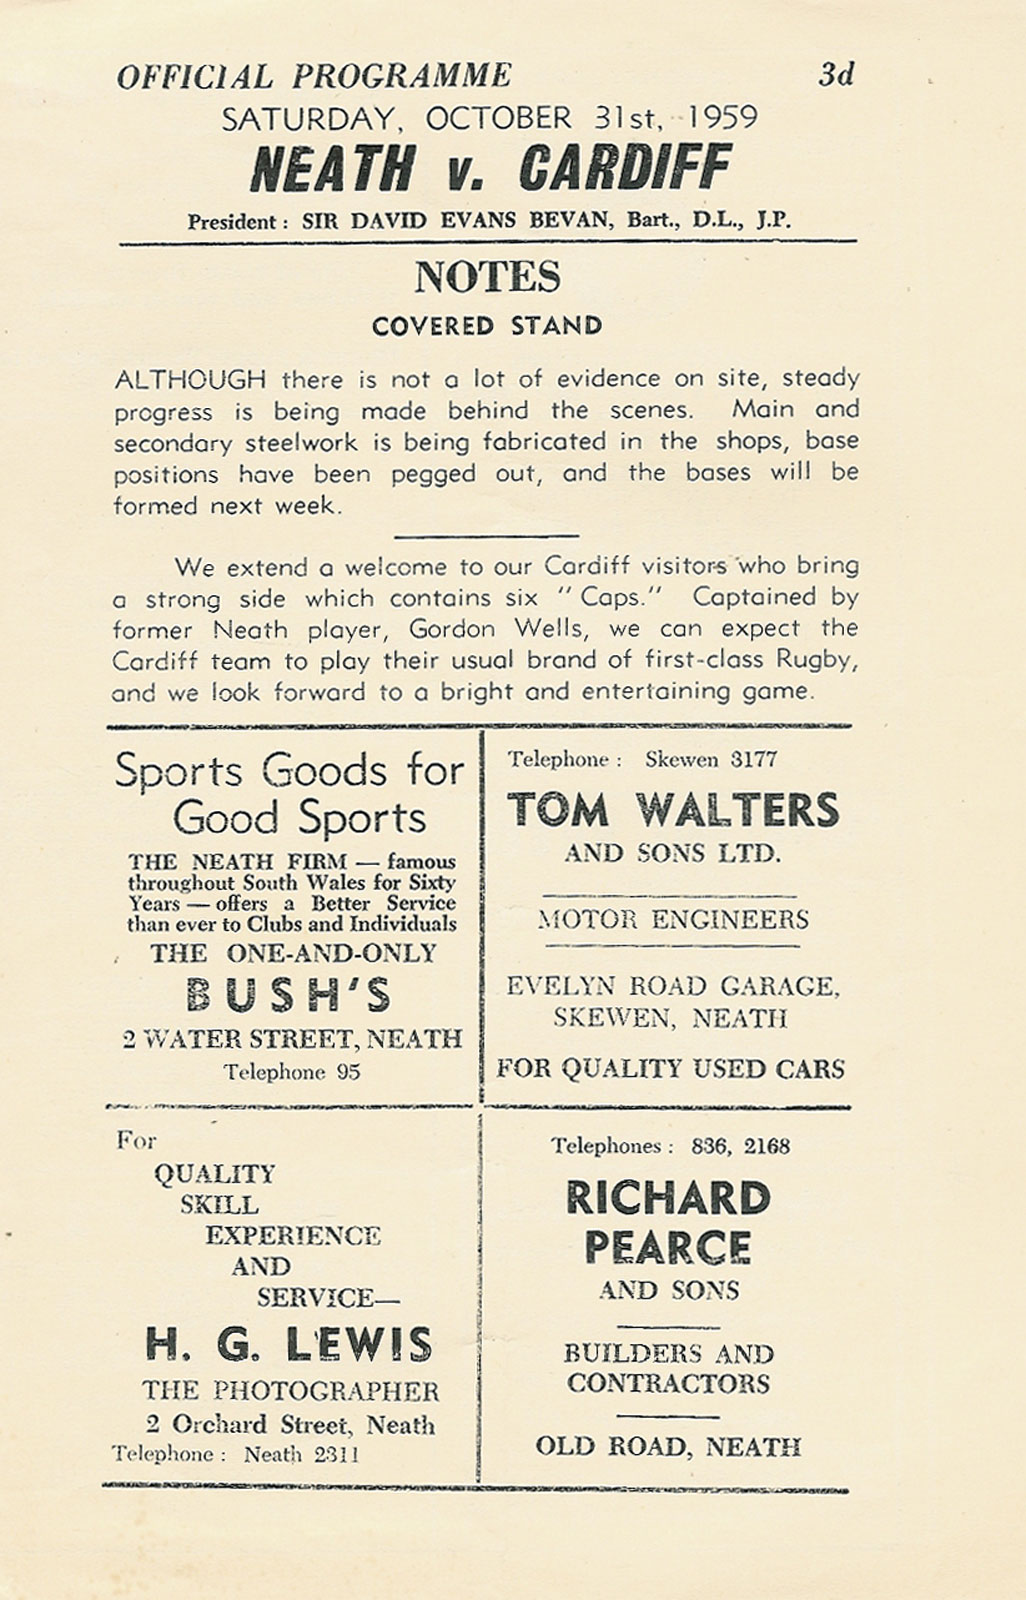 OFFICIAL PROGRAMME 3d
SATURDAY, OCTOBER 31st, 1959
NEATH v. CARDIFF
President: SIR DAVID EVANS BEVAN, Bart., D.L., J.P.
NOTES
COVERED STAND
ALTHOUGH there is not a lot of evidence on site, steady
progress is being made behind the scenes. Main and
secondary steelwork is being fabricated in the shops, base
positions have been pegged out, and the bases will be
formed next week.
We extend a welcome to our Cardiff visitors who bring
a strong side which contains six "Caps." Captained by
former Neath player, Gordon Wells, we can expect the
Cardiff team to play their usual brand of first-class Rugby,
and we look forward to a bright and entertaining game.
Sports Goods for
Good Sports
THE NEATH FIRM — famous
throughout South Wales for Sixty
Years — offers a Better Service
than ever to Clubs and Individuals
THE ONE-AND-ONLY
BUSH'S
2 WATER STREET, NEATH
Telephone 95
Telephone: Skewen 3177
TOM WALTERS
AND SONS LTD.
MOTOR ENGINEERS
EVELYN ROAD GARAGE,
SKEWEN, NEATH
FOR QUALITY USED CARS
For
QUALITY
SKILL
EXPERIENCE
AND
SERVICE—
H. G. LEWIS
THE PHOTOGRAPHER
2 Orchard Street, Neath
Telephone: Neath 2311
Telephones: 836, 2168
RICHARD
PEARCE
AND SONS
BUILDERS AND
CONTRACTORS
OLD ROAD, NEATH